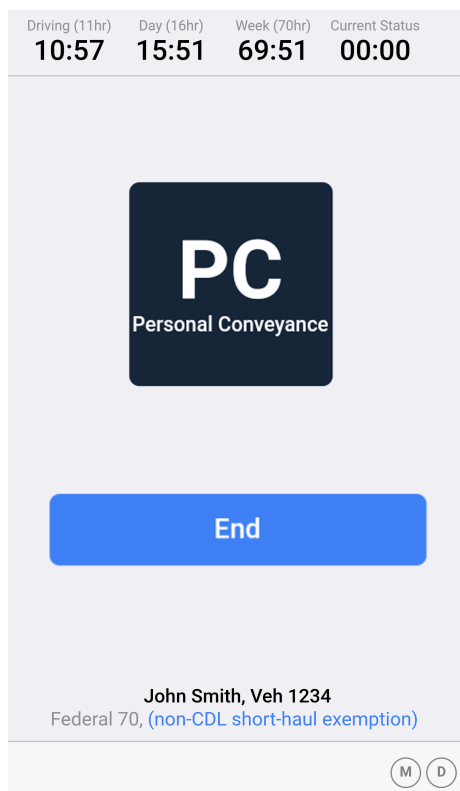 Driving (11hr) Day (16hr) Week (70hr) Current Status
10:57 15:51 69:51 00:00
PC
Personal Conveyance
End
John Smith, Veh 1234
Federal 70, (non-CDL short-haul exemption)
M D